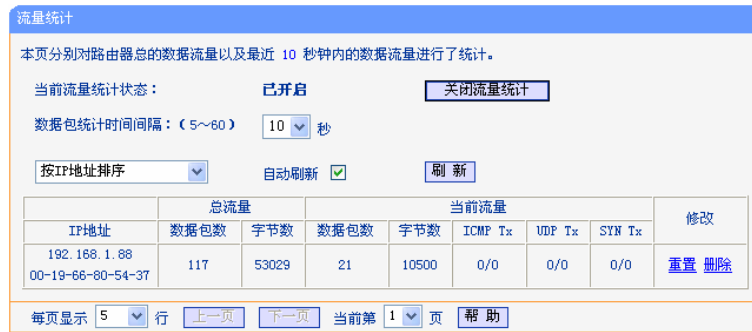 流量统计
本页分别对路由器总的数据流量以及最近 10 秒钟内的数据流量进行了统计。
当前流量统计状态： 已开启 关闭流量统计
数据包统计时间间隔：（5～60） 10 秒
按IP地址排序 自动刷新 刷 新
总流量 当前流量 修改
IP地址 数据包数 字节数 数据包数 字节数 ICMP Tx UDP Tx SYN Tx
192.168.1.88
00-19-66-80-54-37 117 53029 21 10500 0/0 0/0 0/0 重置 删除
每页显示 5 行 上一页 下一页 当前第 1 页 帮 助